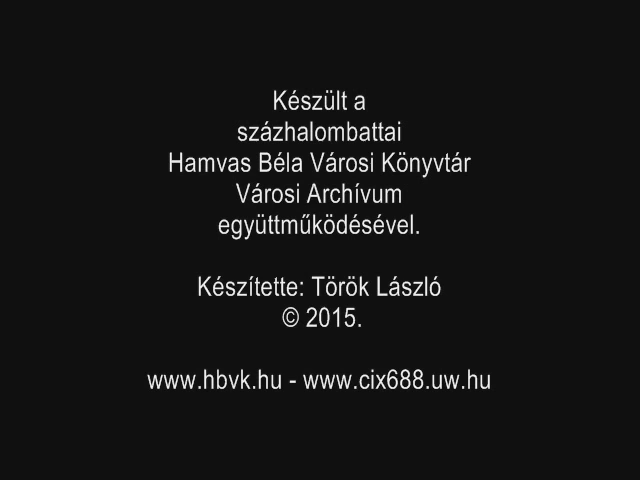 Készült a
százhalombattai
Hamvas Béla Városi Könyvtár
Városi Archívum
együttműködésével.
Készítette: Török László
© 2015.
www.hbvk.hu - www.cix688.uw.hu